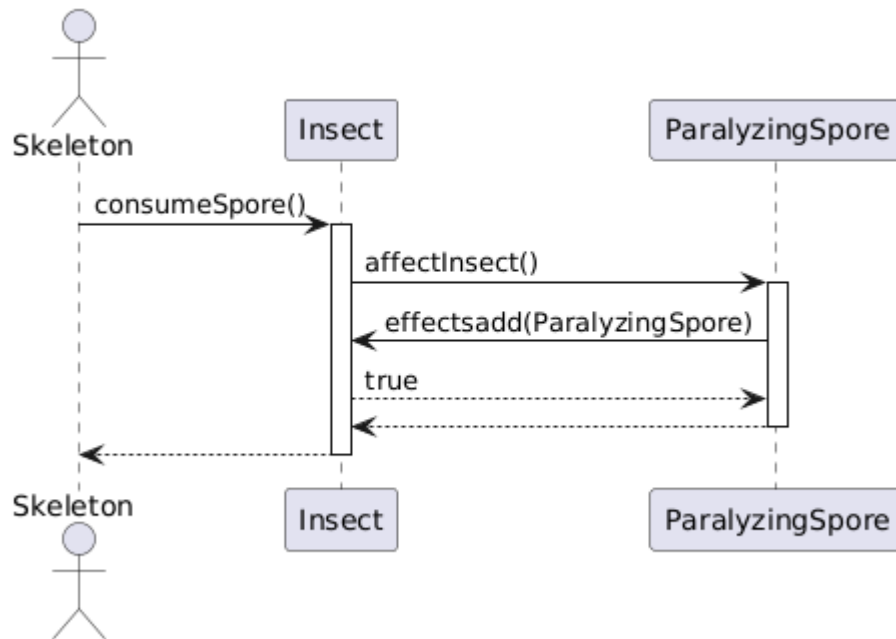 Skeleton
Insect
ParalyzingSpore
consumeSpore()
affectInsect()
effectsadd(ParalyzingSpore)
true
Skeleton
Insect
ParalyzingSpore